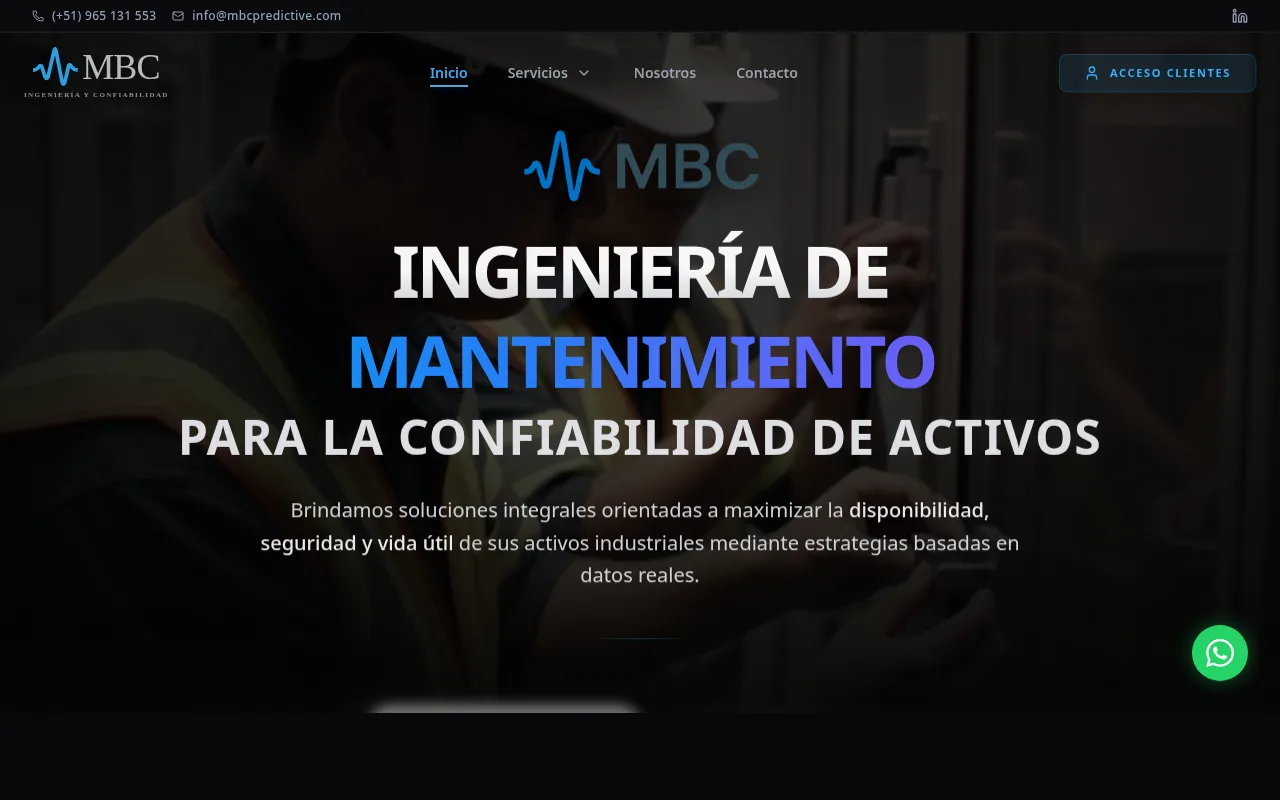 (+51) 965 131 553
info@mbcpredictive.com
MBC
INGENIERÍA Y CONFIABILIDAD
Inicio
Servicios
Nosotros
Contacto
ACCESO CLIENTES
MBC
INGENIERÍA DE
MANTENIMIENTO
PARA LA CONFIABILIDAD DE ACTIVOS
Brindamos soluciones integrales orientadas a maximizar la disponibilidad,
seguridad y vida útil de sus activos industriales mediante estrategias basadas en
datos reales.